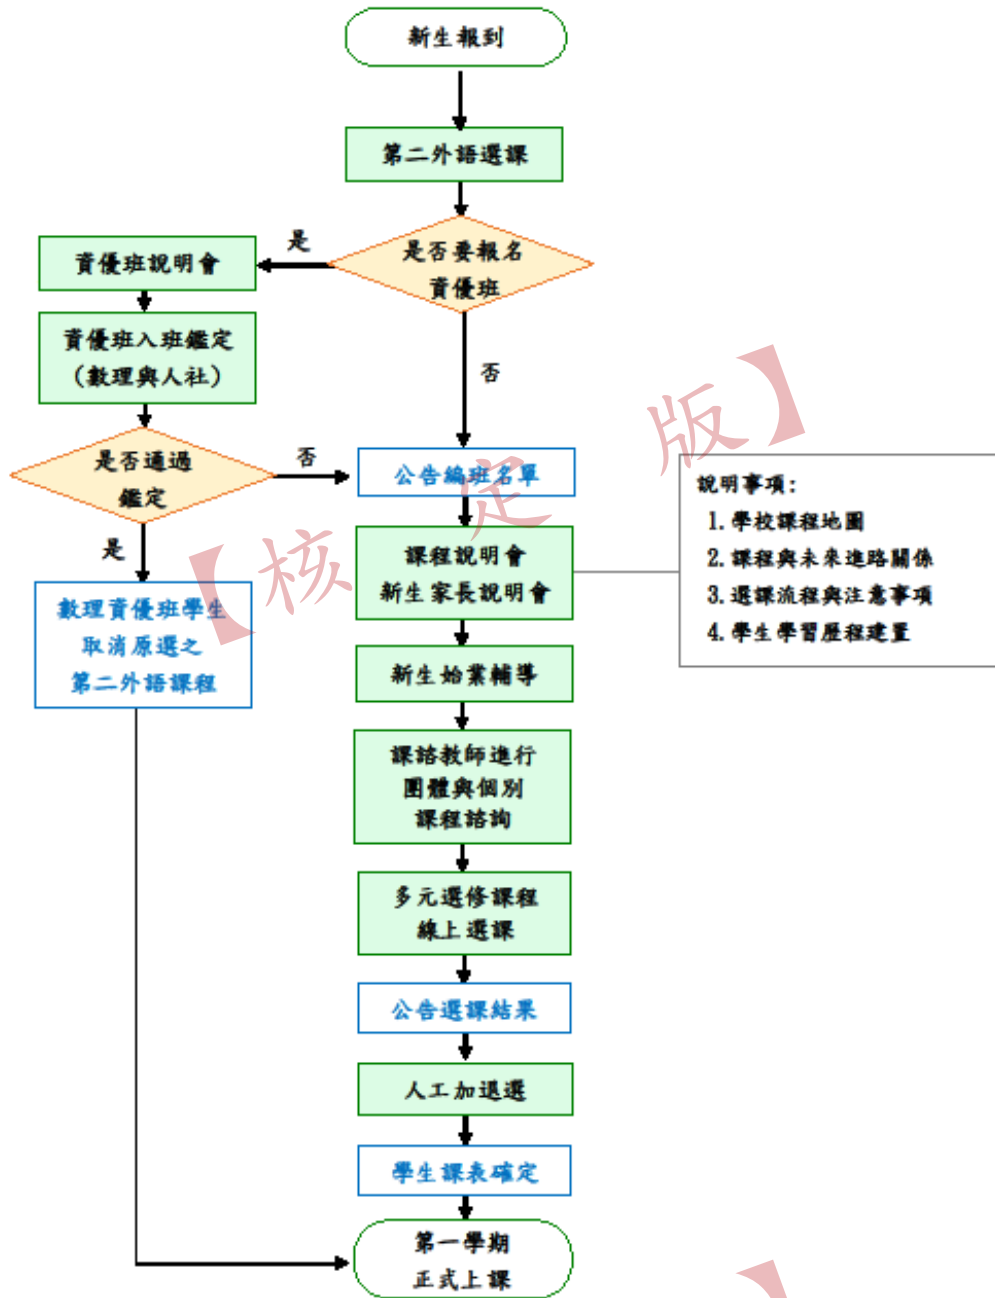 新生報到
第二外語選課
是否要報名
資優班
是
否
資優班說明會
資優班入班鑑定
(數理與人社)
是否通過
鑑定
否
是
數理資優班學生
取消原選之
第二外語課程
公告編班名單
課程說明會
新生家長說明會
說明事項:
1.學校課程地圖
2.課程與未來進路關係
3.選課流程與注意事項
4.學生學習歷程建置
新生始業輔導
課諮教師進行
團體與個別
課程諮詢
多元選修課程
線上選課
公告選課結果
人工加退選
學生課表確定
第一學期
正式上課
【核定版】
】